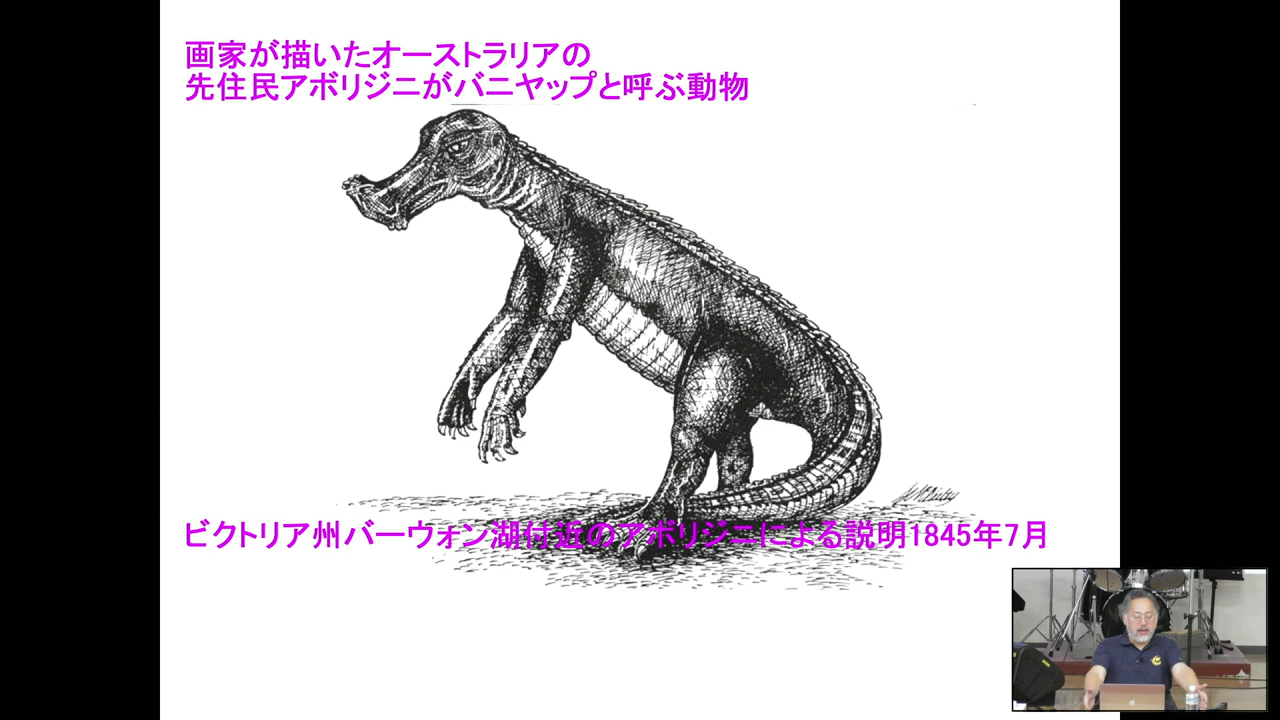 画家が描いたオーストラリアの
先住民アボリジニがバニヤップと呼ぶ動物
ビクトリア州バーウォン湖付近のアボリジニによる説明1845年7月